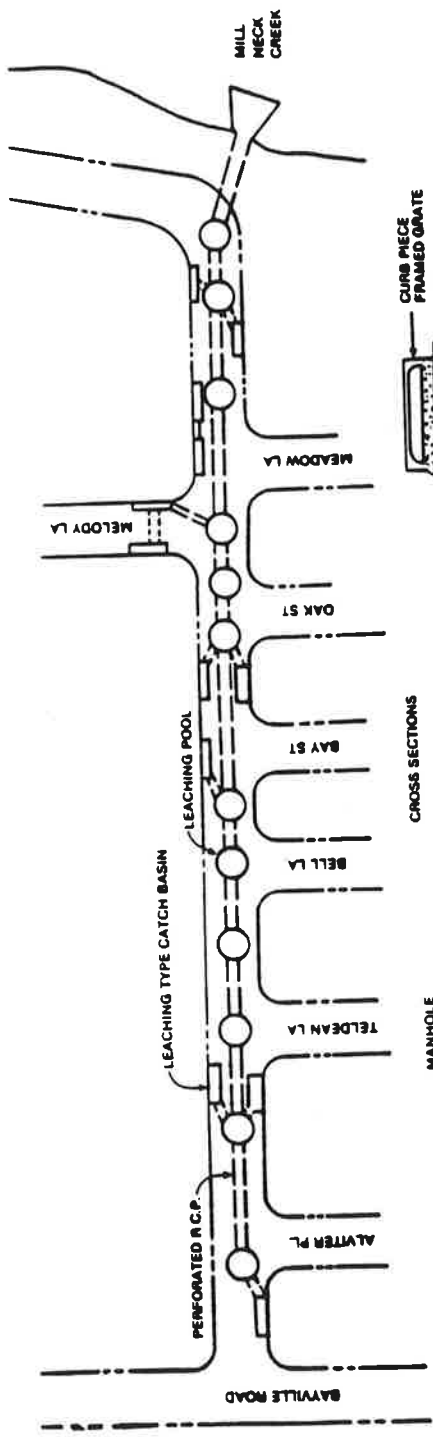 MILL
NECK
CREEK
CURB PIECE
FRAMED GRATE
MEADOW LA
MELODY LA
OAK ST
LEACHING POOL
BAY ST
CROSS SECTIONS
BELL LA
LEACHING TYPE CATCH BASIN
TELDEAN LA
MANHOLE
PERFORATED R.C.P.
ALVITER PL
BAYVILLE ROAD